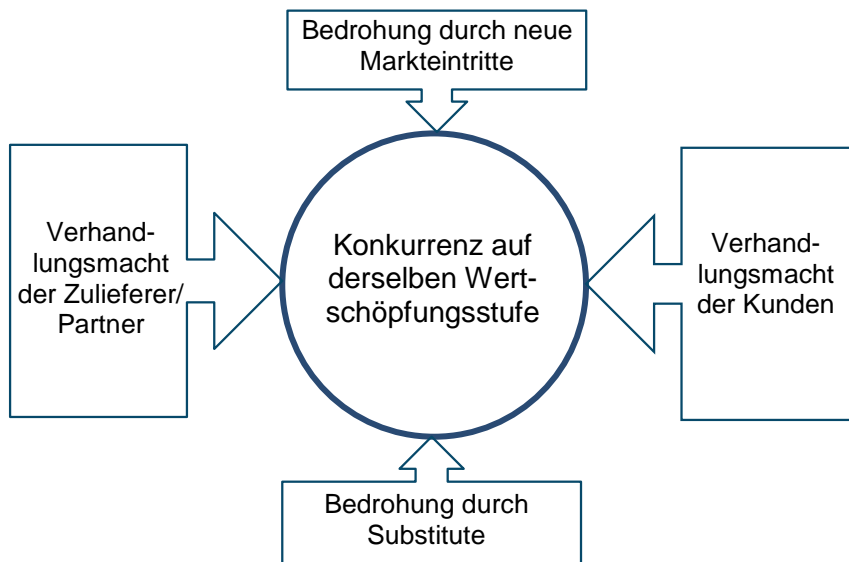 Bedrohung durch neue
Markteintritte
Verhand-
lungsmacht
der Zulieferer/
Partner
Konkurrenz auf
derselben Wert-
schöpfungsstufe
Verhand-
lungsmacht
der Kunden
Bedrohung durch
Substitute